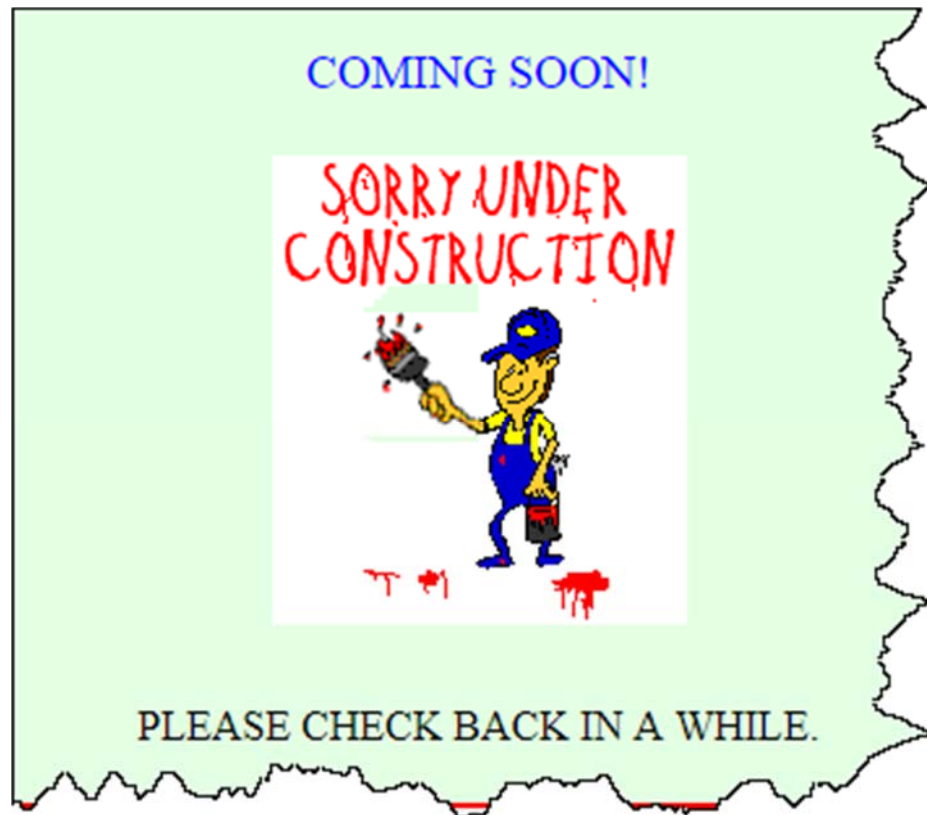 COMING SOON!
SORRY UNDER
CONSTRUCTION
PLEASE CHECK BACK IN A WHILE.